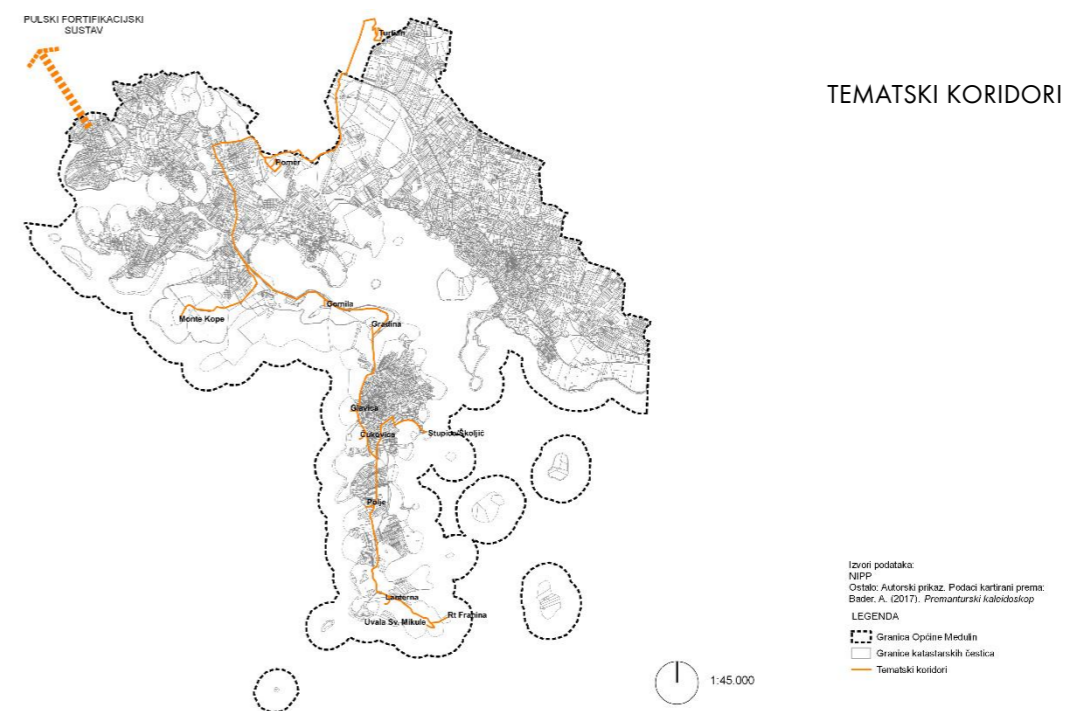 PULSKI FORTIFIKACIJSKI
SUSTAV
TEMATSKI KORIDORI
Turtian
Pomer
Monte Kope
Gomila
Gradina
Glavica
Čukovica
Stupice/Školjić
Polje
Lanterna
Rt Franina
Uvala Sv. Mikule
1:45.000
Izvori podataka:
NIPP
Ostalo: Autorski prikaz. Podaci kartirani prema:
Bader, A. (2017). Premanturski kaleidoskop
LEGENDA
Granica Općine Medulin
Granice katastarskih čestica
Tematski koridori